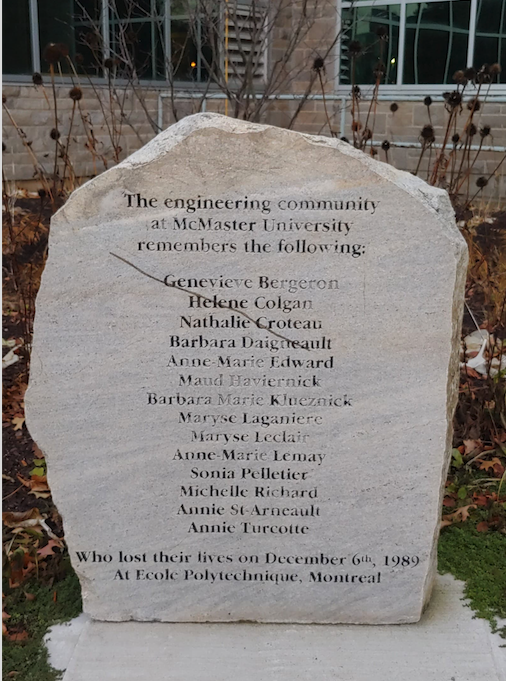 The engineering community
at McMaster University
remembers the following:
Genevieve Bergeron
Helene Colgan
Nathalie Croteau
Barbara Daigneault
Anne-Marie Edward
Maud Haviernick
Barbara Marie Klueznick
Maryse Laganiere
Maryse Leclair
Anne-Marie Lemay
Sonia Pelletier
Michelle Richard
Annie St-Arneault
Annie Turcotte
Who lost their lives on December 6th, 1989
At Ecole Polytechnique, Montreal